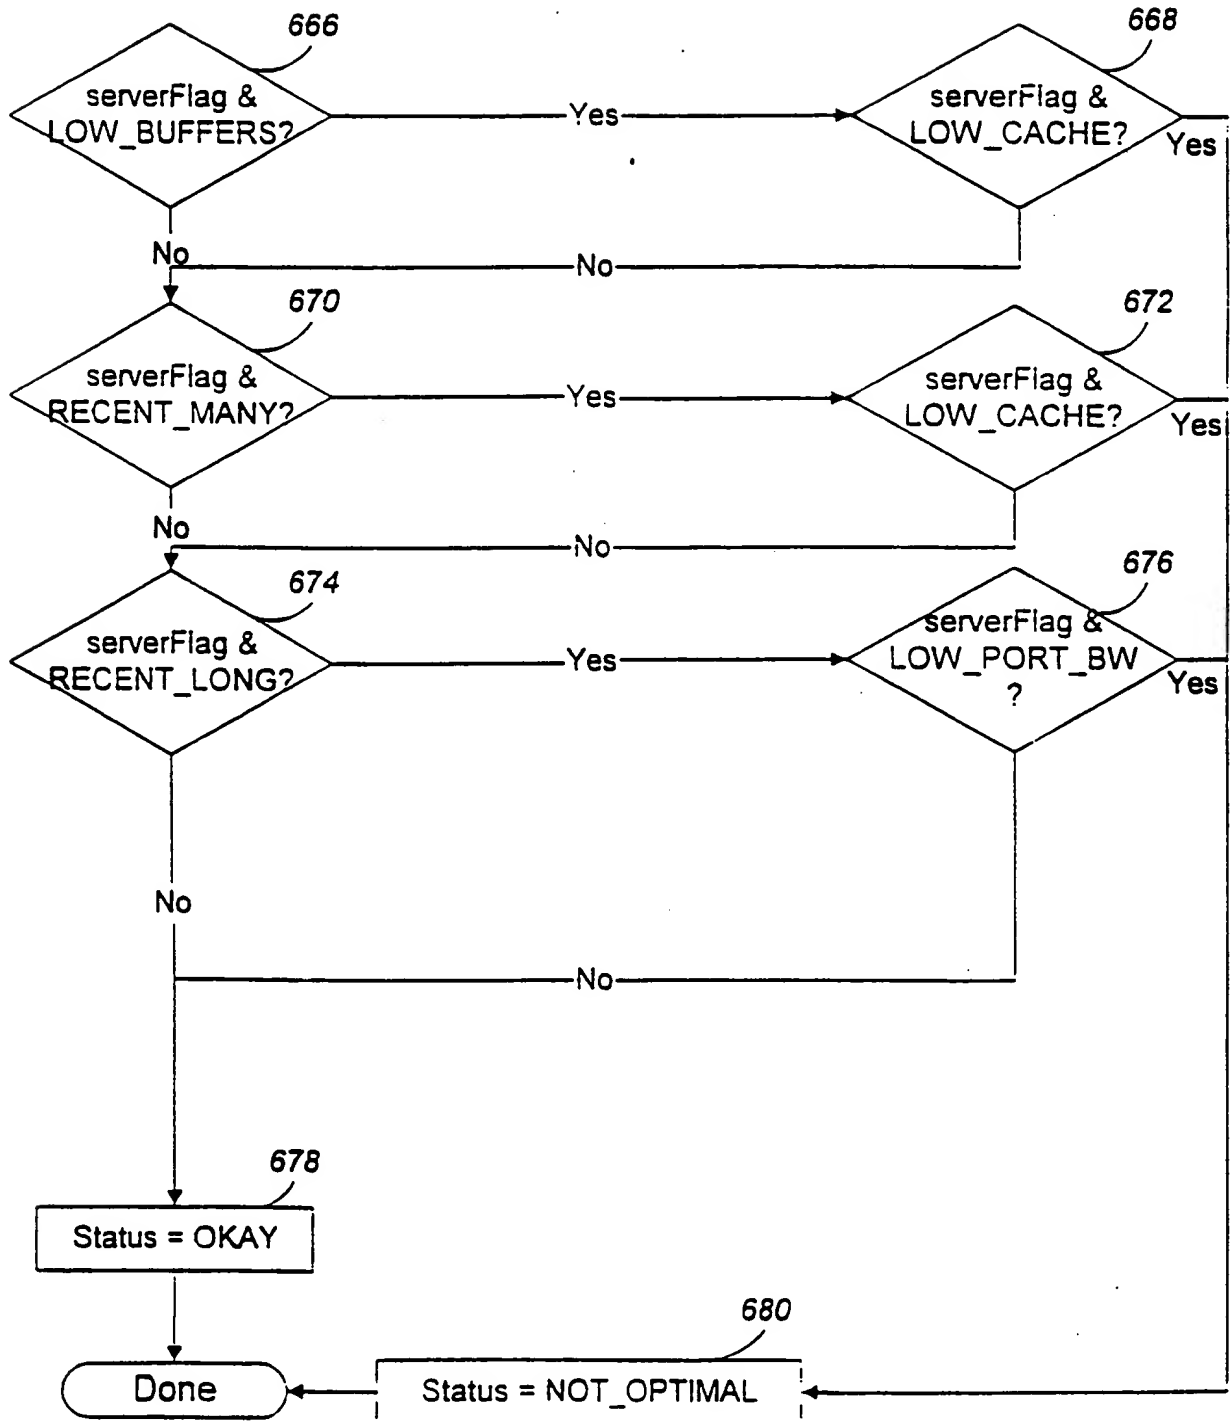 666
serverFlag &
LOW_BUFFERS?
Yes
668
serverFlag &
LOW_CACHE?
Yes
No
No
670
serverFlag &
RECENT_MANY?
Yes
672
serverFlag &
LOW_CACHE?
Yes
No
No
674
serverFlag &
RECENT_LONG?
Yes
676
serverFlag &
LOW_PORT_BW
?
Yes
No
No
678
Status = OKAY
680
Done
Status = NOT_OPTIMAL